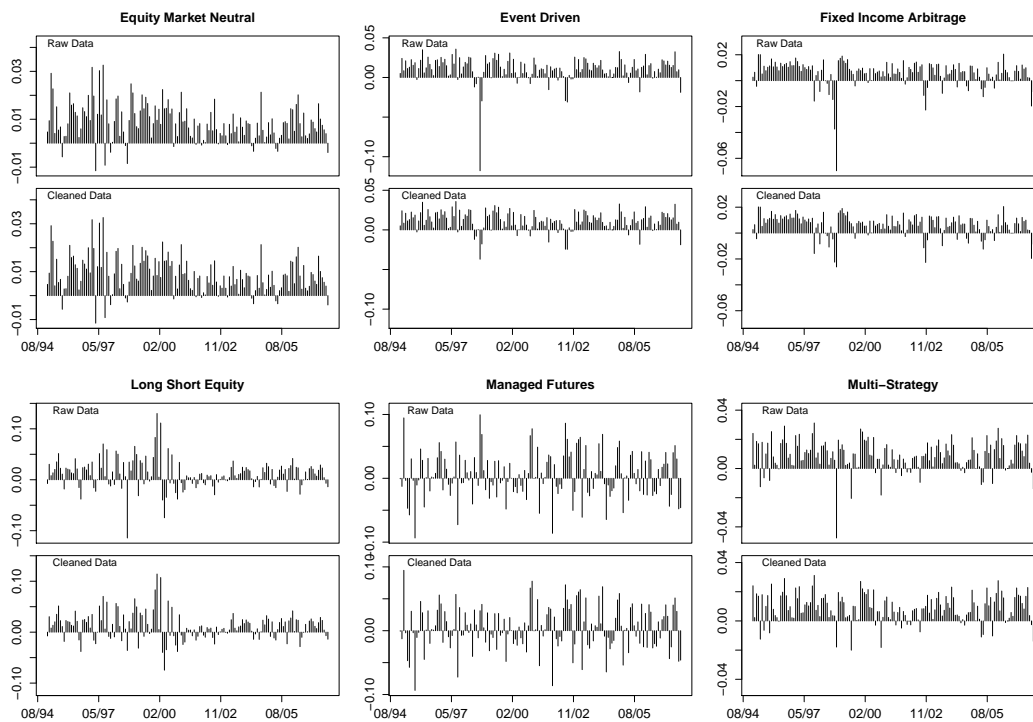 Equity Market Neutral
Raw Data
0.03
0.01
−0.01
Cleaned Data
0.03
0.01
−0.01
08/94 05/97 02/00 11/02 08/05
Event Driven
Raw Data
0.05
0.00
−0.10
Cleaned Data
0.05
0.00
−0.10
08/94 05/97 02/00 11/02 08/05
Fixed Income Arbitrage
Raw Data
0.02
−0.02
−0.06
Cleaned Data
0.02
−0.02
−0.06
08/94 05/97 02/00 11/02 08/05
Long Short Equity
Raw Data
0.10
0.00
−0.10
Cleaned Data
0.10
0.00
−0.10
08/94 05/97 02/00 11/02 08/05
Managed Futures
Raw Data
0.10
0.00
−0.10
Cleaned Data
0.10
0.00
−0.10
08/94 05/97 02/00 11/02 08/05
Multi−Strategy
Raw Data
0.04
0.00
−0.04
Cleaned Data
0.04
0.00
−0.04
08/94 05/97 02/00 11/02 08/05